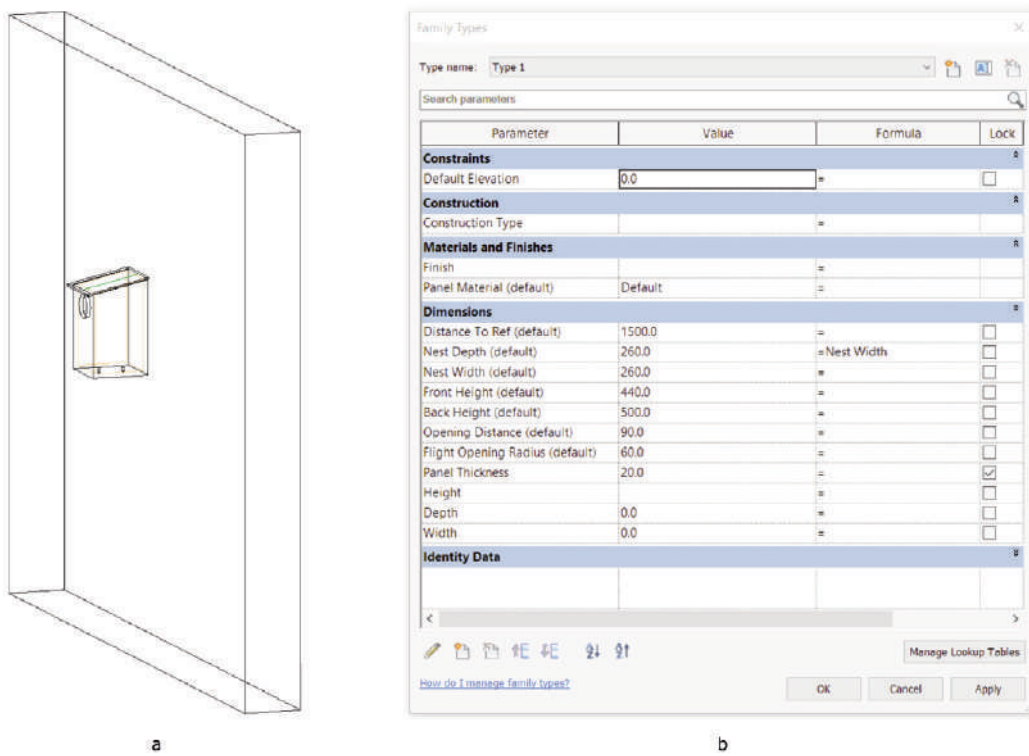 Family Types
Type name: Type 1
Search parameters
Parameter Value Formula Lock
Constraints
Default Elevation 0.0 =
Construction
Construction Type =
Materials and Finishes
Finish =
Panel Material (default) Default =
Dimensions
Distance To Ref (default) 1500.0 =
Nest Depth (default) 260.0 =Nest Width
Nest Width (default) 260.0 =
Front Height (default) 440.0 =
Back Height (default) 500.0 =
Opening Distance (default) 90.0 =
Flight Opening Radius (default) 60.0 =
Panel Thickness 20.0 =
Height =
Depth 0.0 =
Width 0.0 =
Identity Data
Manage Lookup Tables
How do I manage family types?
OK Cancel Apply
a b